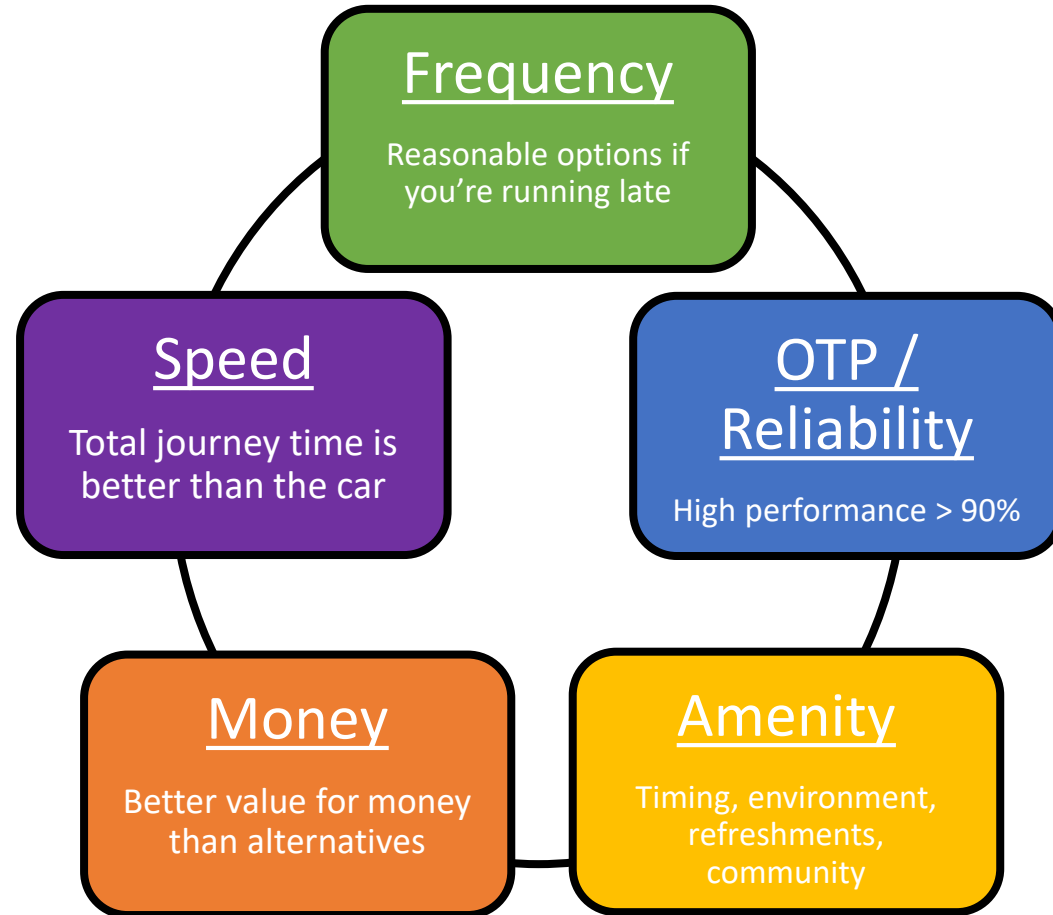 Frequency
Reasonable options if
you’re running late
Speed
Total journey time is
better than the car
OTP /
Reliability
High performance > 90%
Money
Better value for money
than alternatives
Amenity
Timing, environment,
refreshments,
community